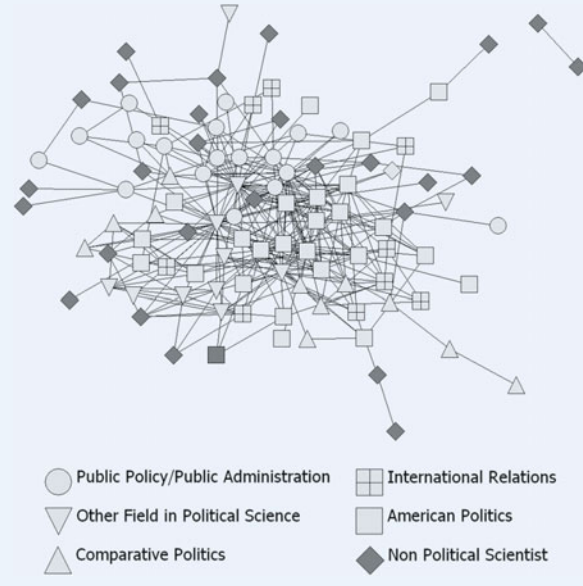 Public Policy/Public Administration
International Relations
Other Field in Political Science
American Politics
Comparative Politics
Non Political Scientist